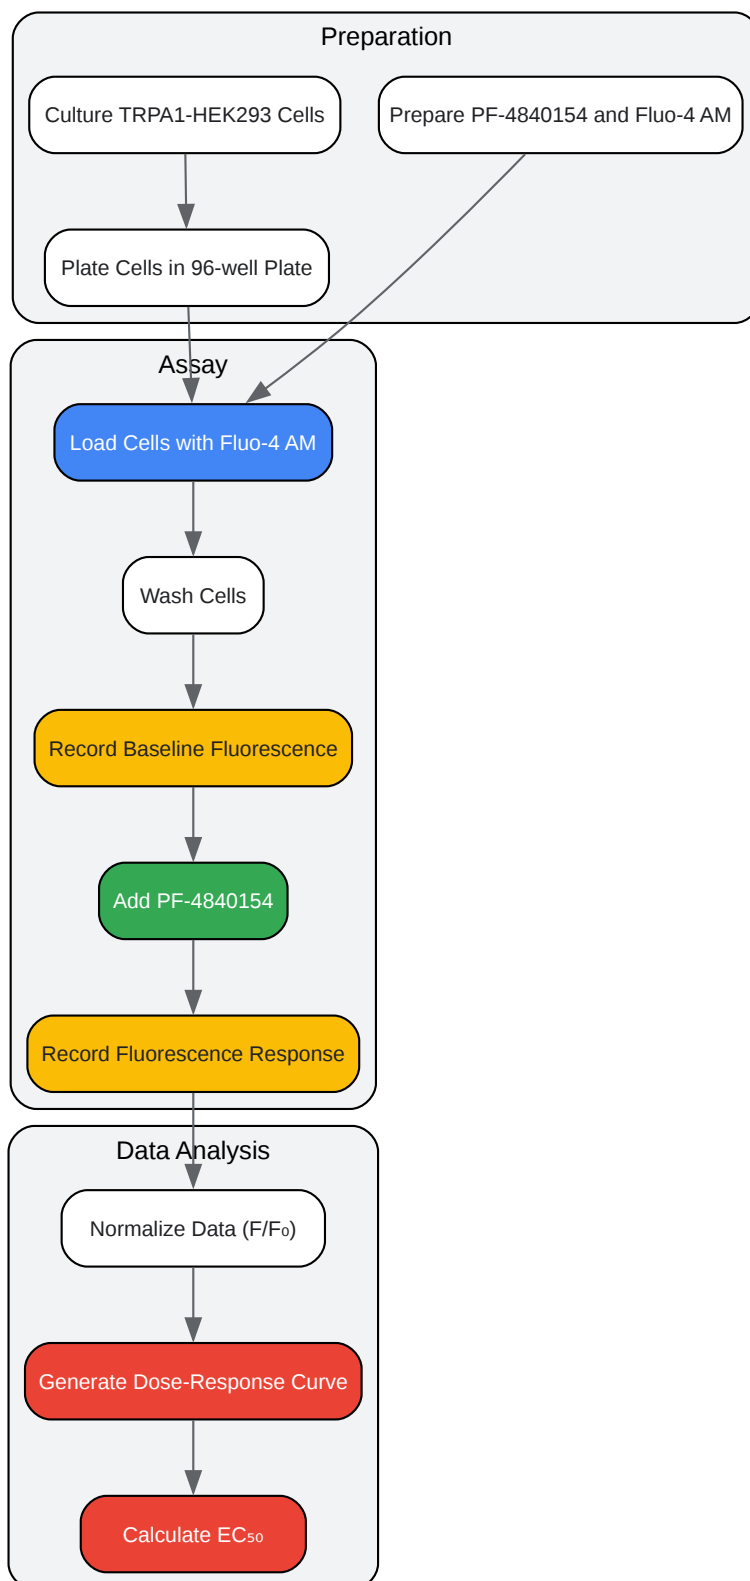 Preparation
Culture TRPA1-HEK293 Cells
Prepare PF-4840154 and Fluo-4 AM
Plate Cells in 96-well Plate
Assay
Load Cells with Fluo-4 AM
Wash Cells
Record Baseline Fluorescence
Add PF-4840154
Record Fluorescence Response
Data Analysis
Normalize Data (F/F₀)
Generate Dose-Response Curve
Calculate EC₅₀